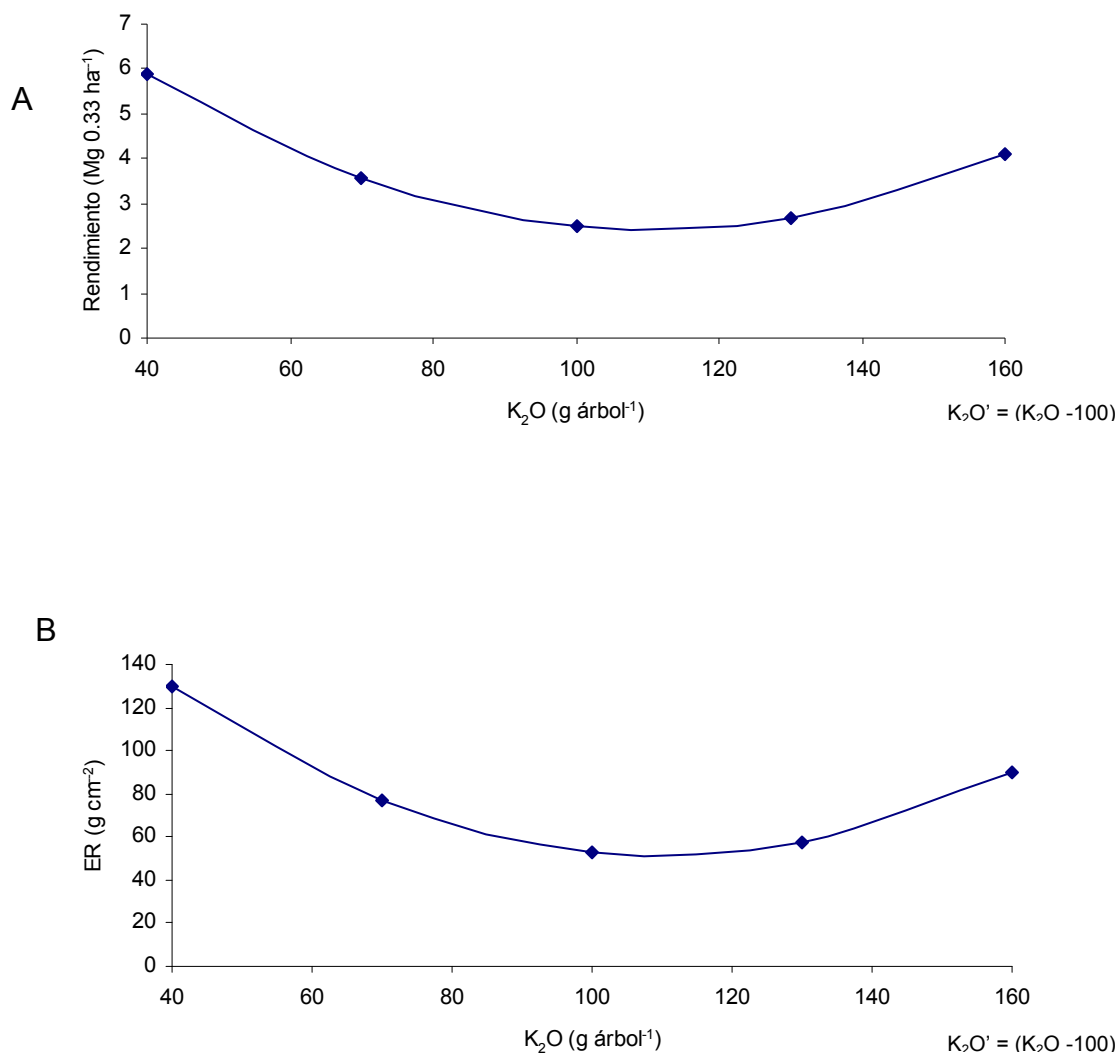 A
Rendimiento (Mg 0.33 ha⁻¹)
7
6
5
4
3
2
1
0
40 60 80 100 120 140 160
K₂O (g árbol⁻¹)
K₂O' = (K₂O -100)
B
ER (g cm⁻²)
140
120
100
80
60
40
20
0
40 60 80 100 120 140 160
K₂O (g árbol⁻¹)
K₂O' = (K₂O -100)